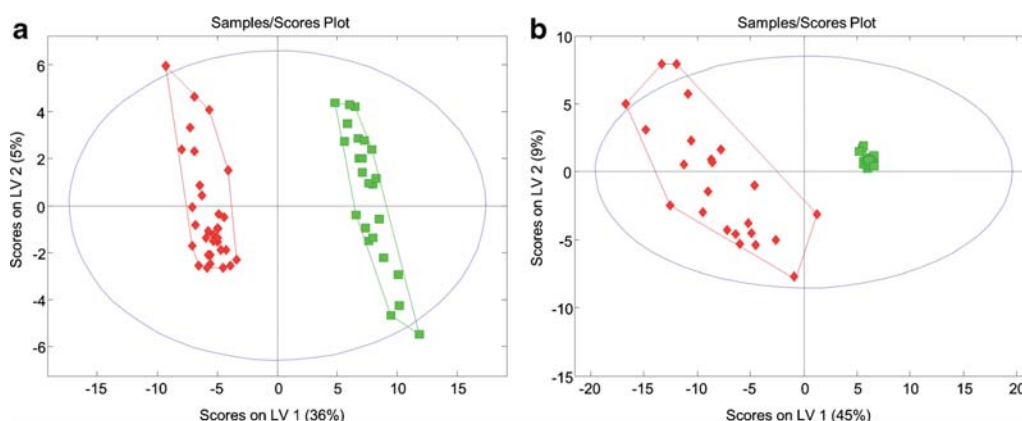 a
Samples/Scores Plot
6
4
2
0
-2
-4
-6
Scores on LV 2 (5%)
-15 -10 -5 0 5 10 15
Scores on LV 1 (36%)
b
Samples/Scores Plot
10
5
0
-5
-10
-15
Scores on LV 2 (9%)
-20 -15 -10 -5 0 5 10 15 20
Scores on LV 1 (45%)